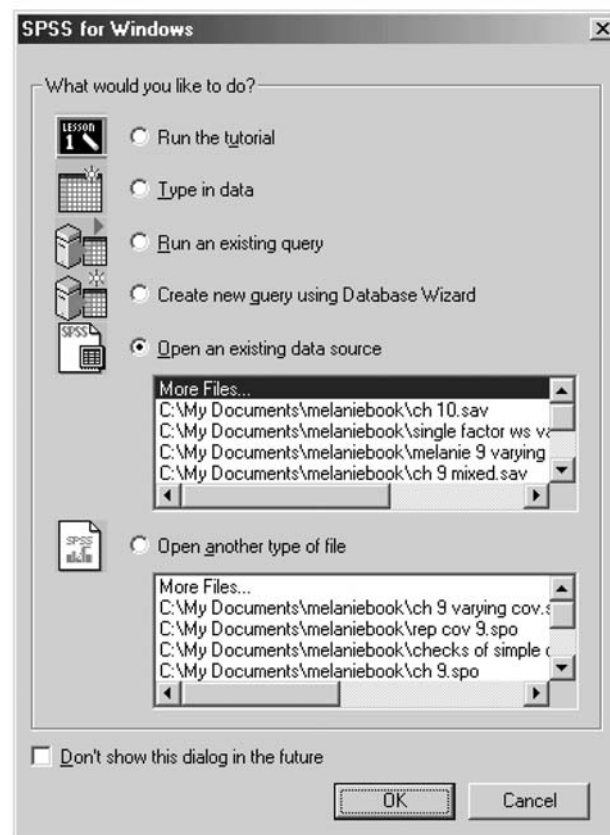 SPSS for Windows
What would you like to do?
LESSON
1
Run the tutorial
Type in data
Run an existing query
Create new query using Database Wizard
SPSS
Open an existing data source
More Files...
C:\My Documents\melaniebook\ch 10.sav
C:\My Documents\melaniebook\single factor ws
C:\My Documents\melaniebook\melanie 9 varying
C:\My Documents\melaniebook\ch 9 mixed.sav
SPSS
Open another type of file
More Files...
C:\My Documents\melaniebook\ch 9 varying cov.s
C:\My Documents\melaniebook\rep cov 9.spo
C:\My Documents\melaniebook\checks of simple
C:\My Documents\melaniebook\ch 9.spo
Don't show this dialog in the future
OK
Cancel